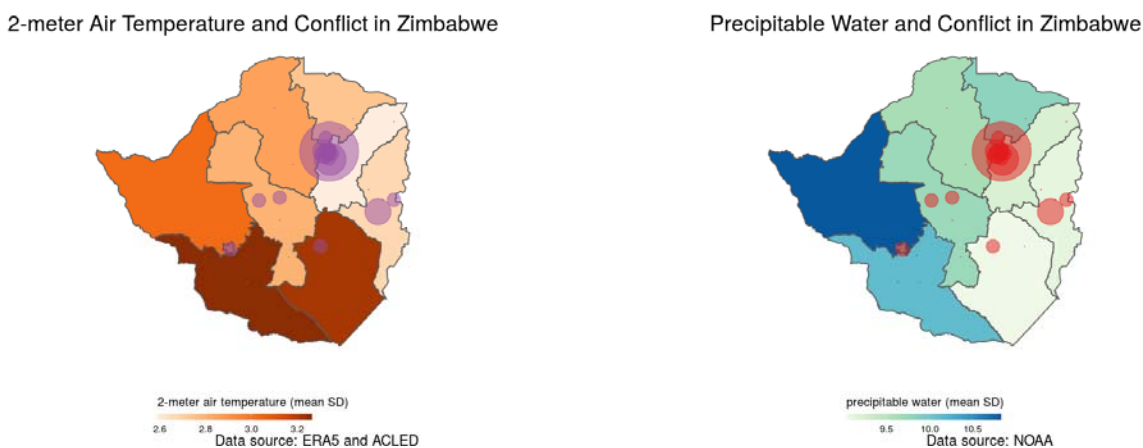 2-meter Air Temperature and Conflict in Zimbabwe
Precipitable Water and Conflict in Zimbabwe
2-meter air temperature (mean SD)
2.6 2.8 3.0 3.2
Data source: ERA5 and ACLED
precipitable water (mean SD)
9.5 10.0 10.5
Data source: NOAA